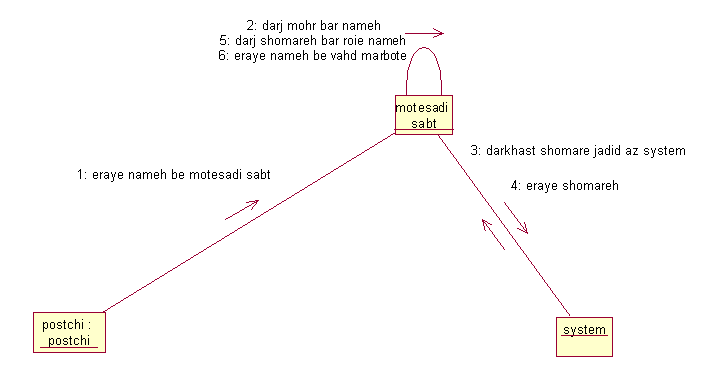 2: darj mohr bar nameh
5: darj shomareh bar roie nameh
6: eraye nameh be vahd marbote
motesadi
sabt
3: darkhast shomare jadid az system
1: eraye nameh be motesadi sabt
4: eraye shomareh
postchi :
postchi
system